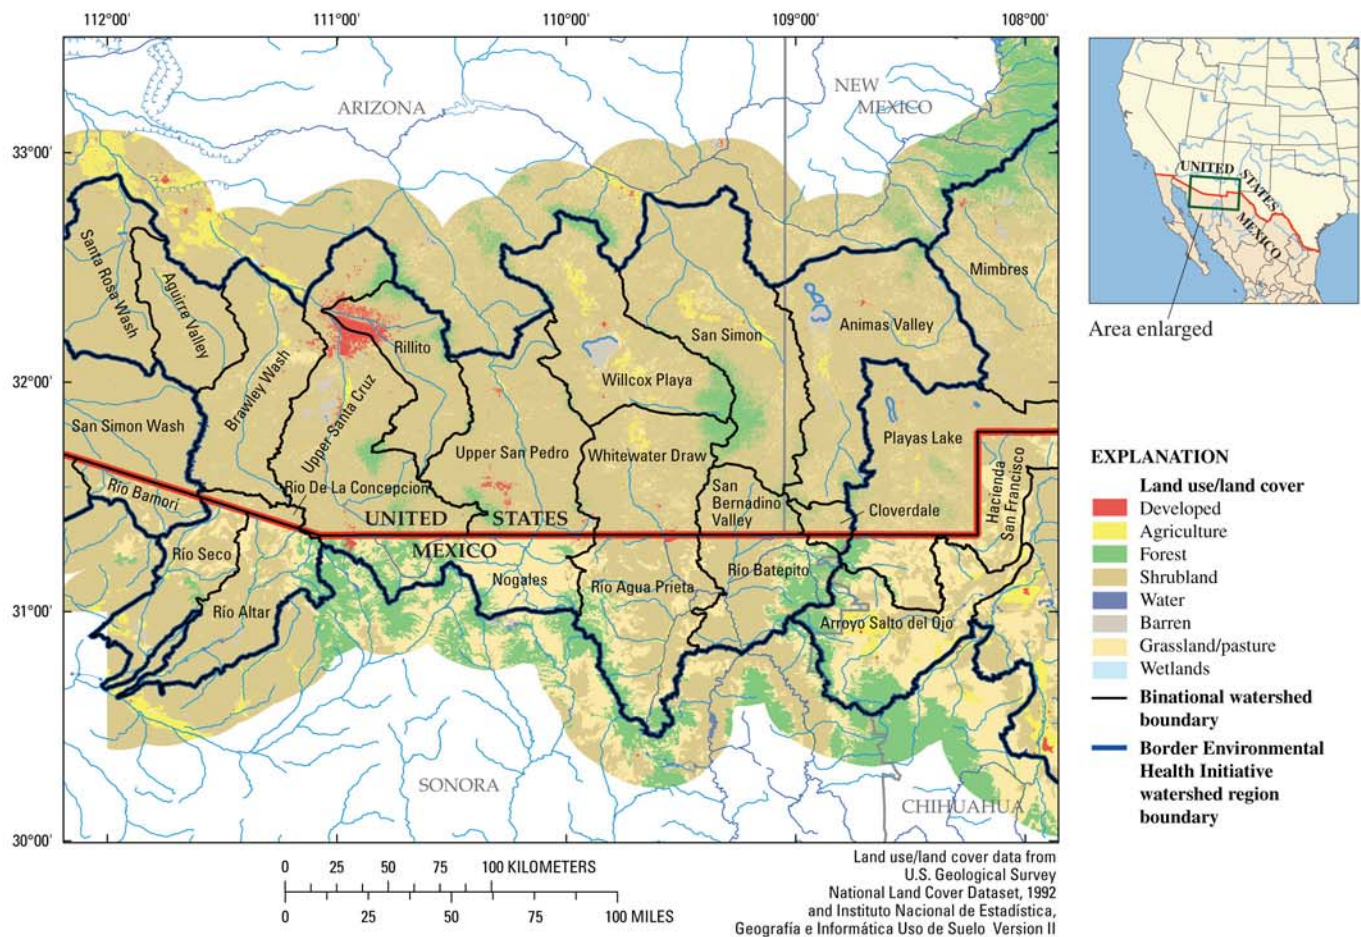 112°00'
111°00'
110°00'
109°00'
108°00'
33°00'
32°00'
31°00'
30°00'
ARIZONA
NEW
MEXICO
Santa Rosa Wash
Aguirre Valley
Brawley Wash
San Simon Wash
Rillito
Upper Santa Cruz
Upper San Pedro
Willcox Playa
San Simon
Whitewater Draw
San
Bernadino
Valley
Animas Valley
Mimbres
Playas Lake
Cloverdale
Hacienda
San Francisco
Río Bamori
Río De La Concepcion
UNITED STATES
MEXICO
Río Seco
Río Altar
Nogales
Río Agua Prieta
Río Batepito
Arroyo Salto del Ojo
SONORA
CHIHUAHUA
0 25 50 75 100 KILOMETERS
0 25 50 75 100 MILES
Land use/land cover data from
U.S. Geological Survey
National Land Cover Dataset, 1992
and Instituto Nacional de Estadística,
Geografía e Informática Uso de Suelo Version II
UNITED STATES
MEXICO
Area enlarged
EXPLANATION
Land use/land cover
Developed
Agriculture
Forest
Shrubland
Water
Barren
Grassland/pasture
Wetlands
Binational watershed
boundary
Border Environmental
Health Initiative
watershed region
boundary